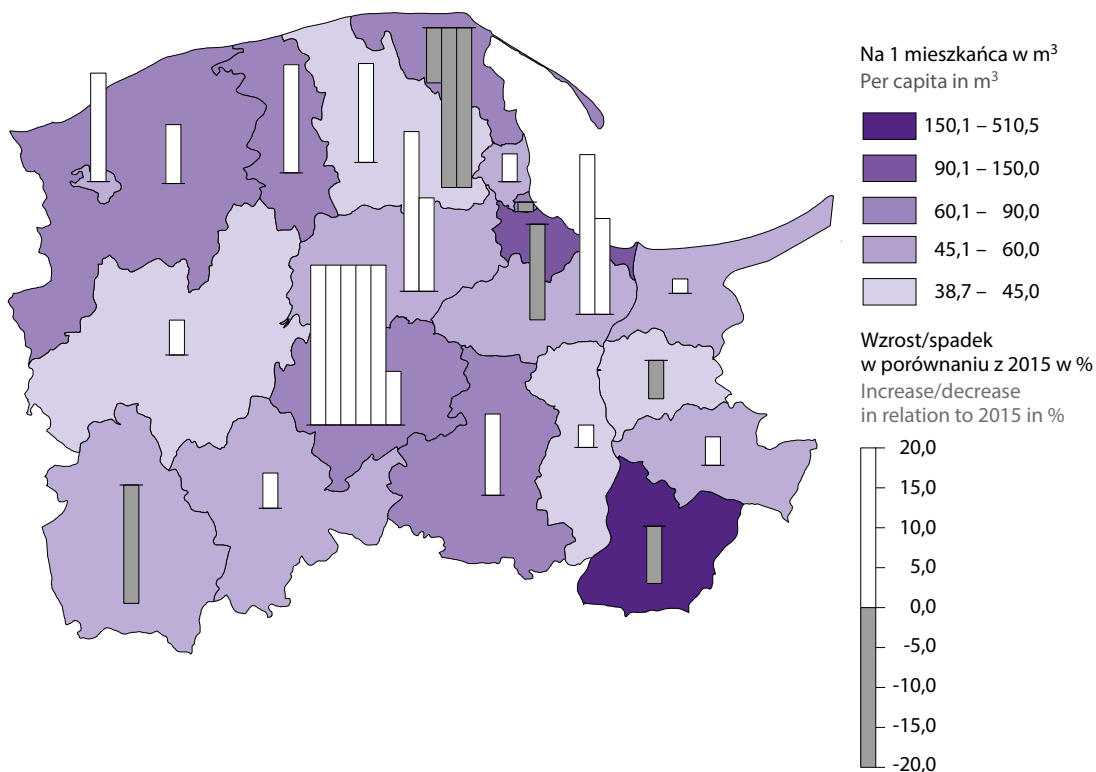 Na 1 mieszkańca w m³
Per capita in m³
150,1 – 510,5
90,1 – 150,0
60,1 – 90,0
45,1 – 60,0
38,7 – 45,0
Wzrost/spadek
w porównaniu z 2015 w %
Increase/decrease
in relation to 2015 in %
20,0
15,0
10,0
5,0
0,0
-5,0
-10,0
-15,0
-20,0